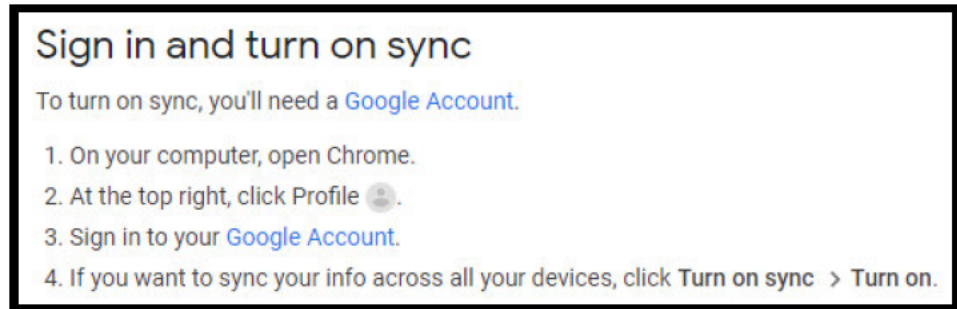 Sign in and turn on sync
To turn on sync, you'll need a Google Account.
1. On your computer, open Chrome.
2. At the top right, click Profile .
3. Sign in to your Google Account.
4. If you want to sync your info across all your devices, click Turn on sync > Turn on.